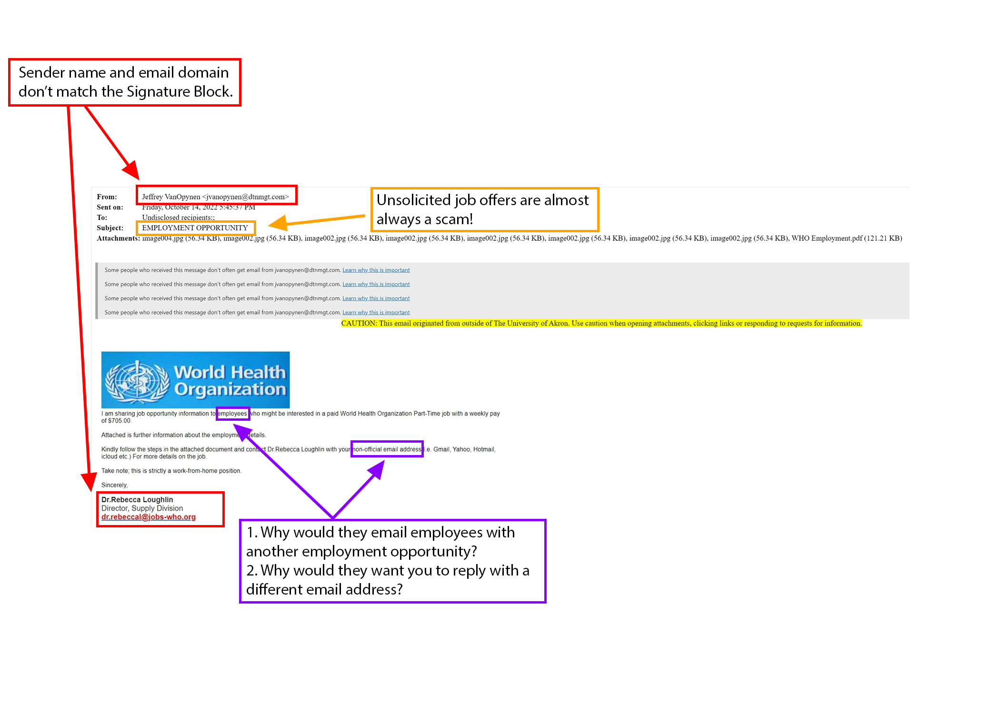 Sender name and email domain
don't match the Signature Block.
From: Jeffrey VanOpynen <jvanopynen@dtnmgt.com>
Sent on: Friday, October 14, 2022 5:45:37 PM
To: Undisclosed recipients:;
Subject: EMPLOYMENT OPPORTUNITY
Attachments: image004.jpg (56.34 KB), image002.jpg (56.34 KB), image002.jpg (56.34 KB), image002.jpg (56.34 KB), image002.jpg (56.34 KB), image002.jpg (56.34 KB), image002.jpg (56.34 KB), image002.jpg (56.34 KB), WHO Employment.pdf (121.21 KB)
Unsolicited job offers are almost
always a scam!
Some people who received this message don't often get email from jvanopynen@dtnmgt.com. Learn why this is important
Some people who received this message don't often get email from jvanopynen@dtnmgt.com. Learn why this is important
Some people who received this message don't often get email from jvanopynen@dtnmgt.com. Learn why this is important
Some people who received this message don't often get email from jvanopynen@dtnmgt.com. Learn why this is important
CAUTION: This email originated from outside of The University of Akron. Use caution when opening attachments, clicking links or responding to requests for information.
World Health
Organization
I am sharing job opportunity information to employees who might be interested in a paid World Health Organization Part-Time job with a weekly pay
of $705.00.
Attached is further information about the employment details.
Kindly follow the steps in the attached document and contact Dr.Rebecca Loughlin with your non-official email address i.e. Gmail, Yahoo, Hotmail,
icloud etc.) For more details on the job.
Take note; this is strictly a work-from-home position.
Sincerely,
Dr.Rebecca Loughlin
Director, Supply Division
dr.rebeccal@jobs-who.org
1. Why would they email employees with
another employment opportunity?
2. Why would they want you to reply with a
different email address?